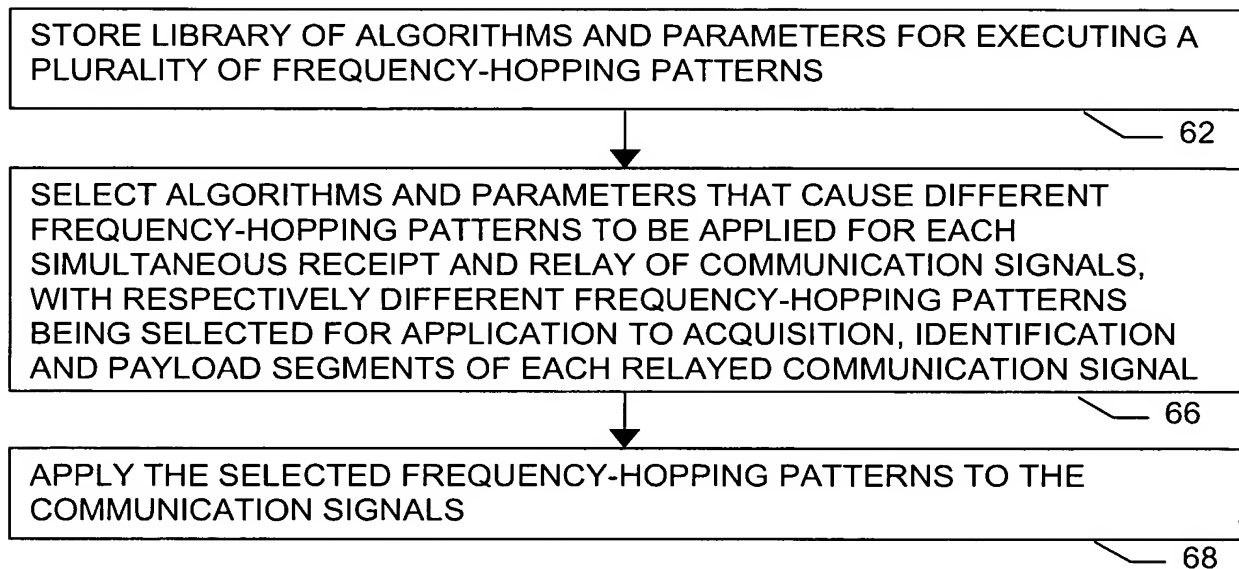 STORE LIBRARY OF ALGORITHMS AND PARAMETERS FOR EXECUTING A
PLURALITY OF FREQUENCY-HOPPING PATTERNS
62
SELECT ALGORITHMS AND PARAMETERS THAT CAUSE DIFFERENT
FREQUENCY-HOPPING PATTERNS TO BE APPLIED FOR EACH
SIMULTANEOUS RECEIPT AND RELAY OF COMMUNICATION SIGNALS,
WITH RESPECTIVELY DIFFERENT FREQUENCY-HOPPING PATTERNS
BEING SELECTED FOR APPLICATION TO ACQUISITION, IDENTIFICATION
AND PAYLOAD SEGMENTS OF EACH RELAYED COMMUNICATION SIGNAL
66
APPLY THE SELECTED FREQUENCY-HOPPING PATTERNS TO THE
COMMUNICATION SIGNALS
68